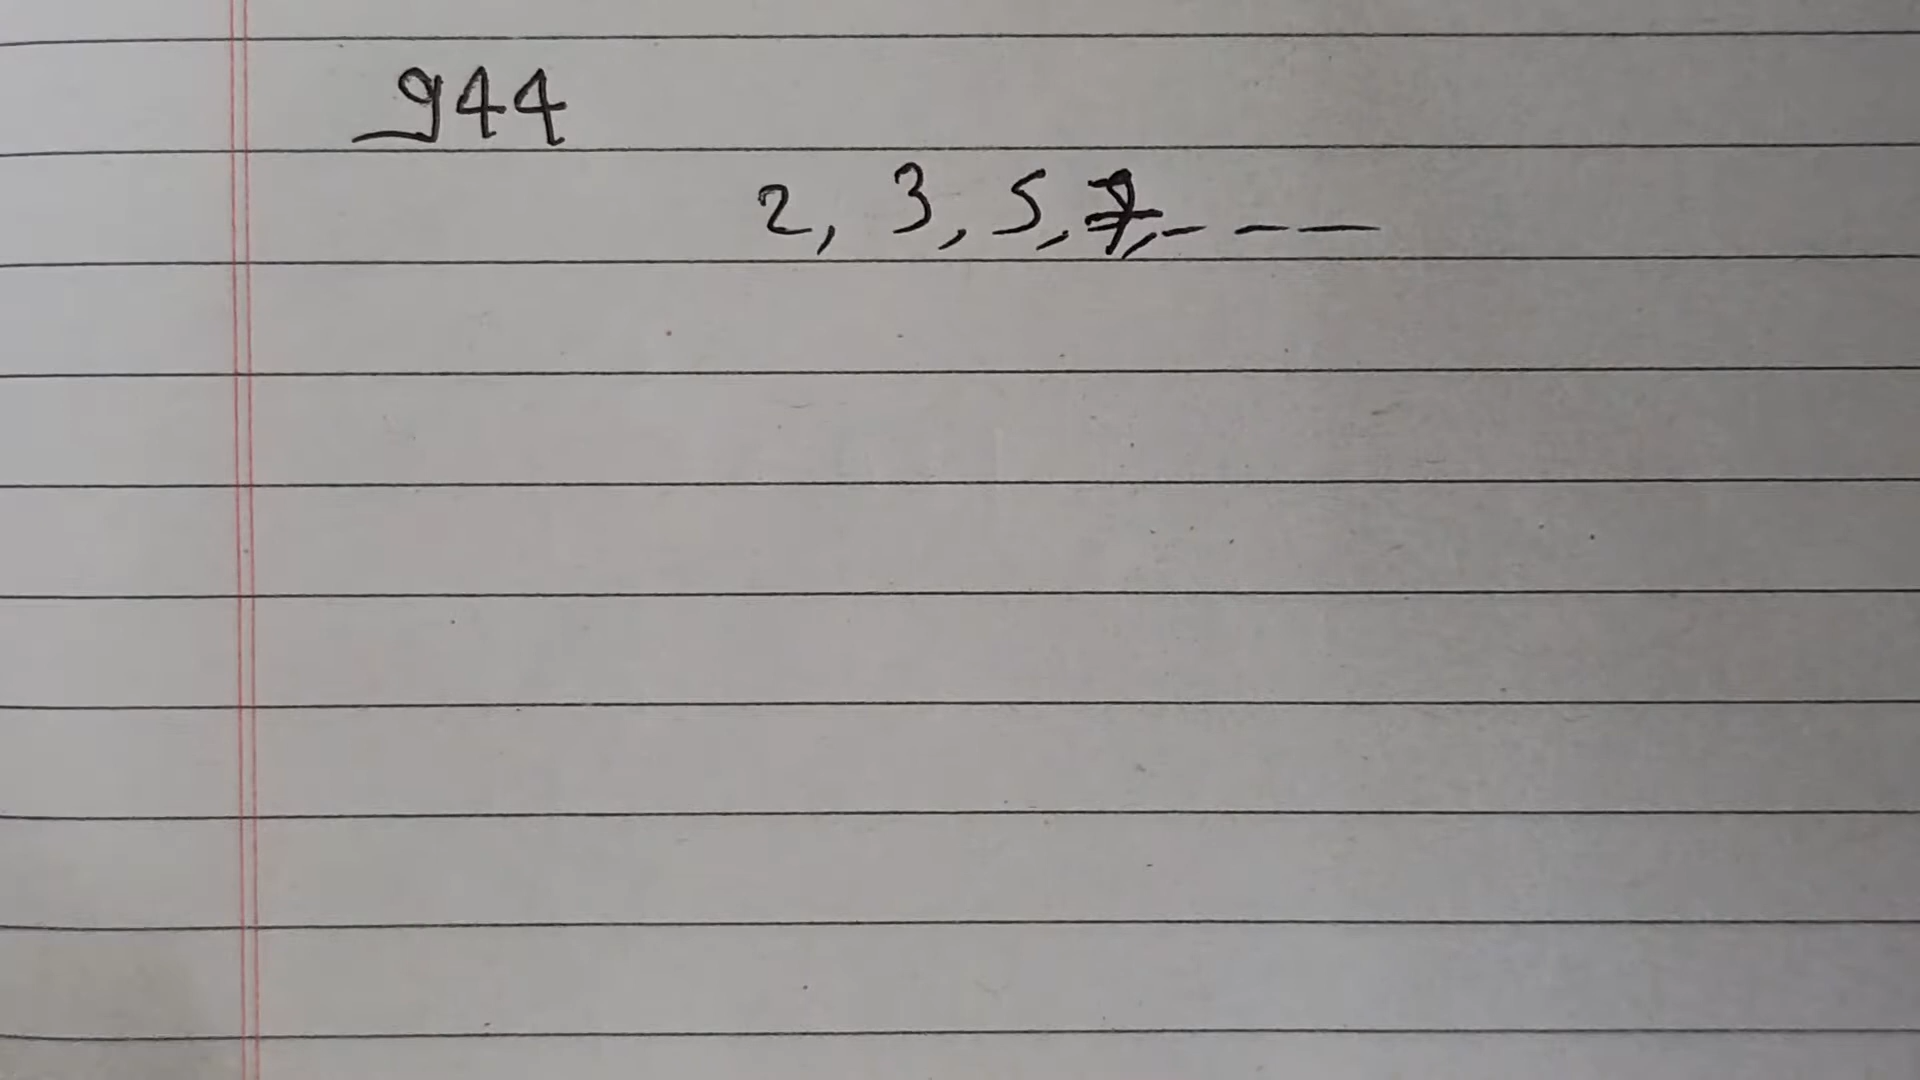 944
2, 3, 5, 7, - - -